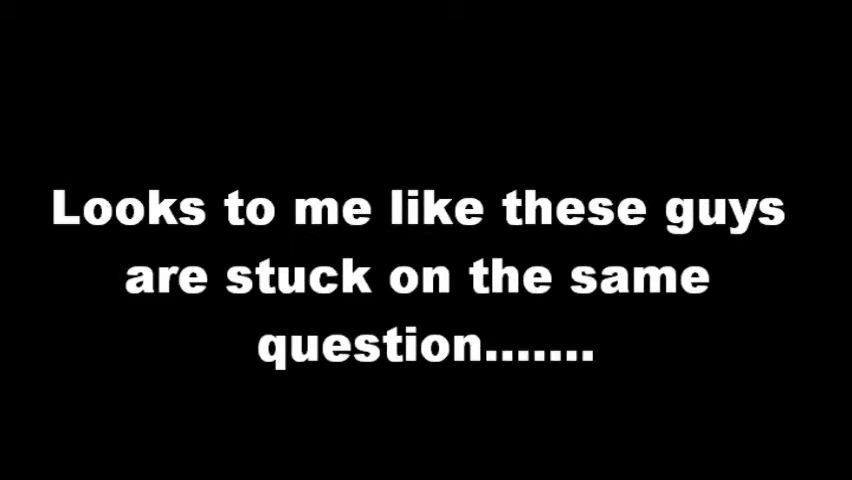 Looks to me like these guys
are stuck on the same
question.......